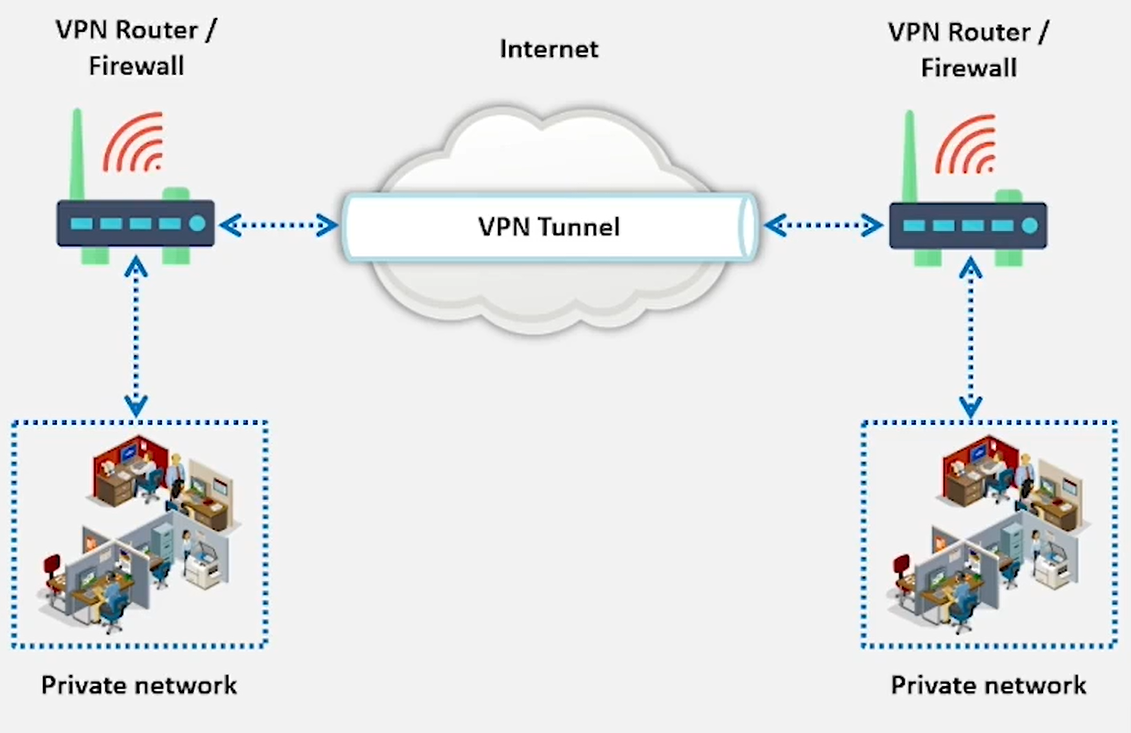 VPN Router /
Firewall
Internet
VPN Router /
Firewall
VPN Tunnel
Private network
Private network